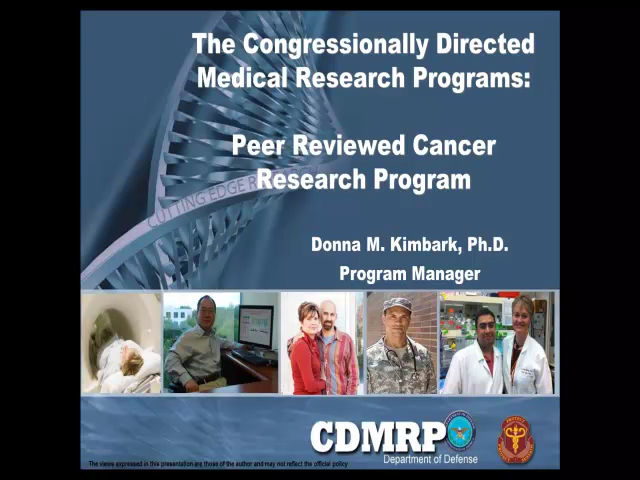 The Congressionally Directed
Medical Research Programs:
Peer Reviewed Cancer
Research Program
CUTTING EDGE R
Donna M. Kimbark, Ph.D.
Program Manager
CDMRP
Department of Defense
The views expressed in this presentation are those of the author and may not reflect the official policy